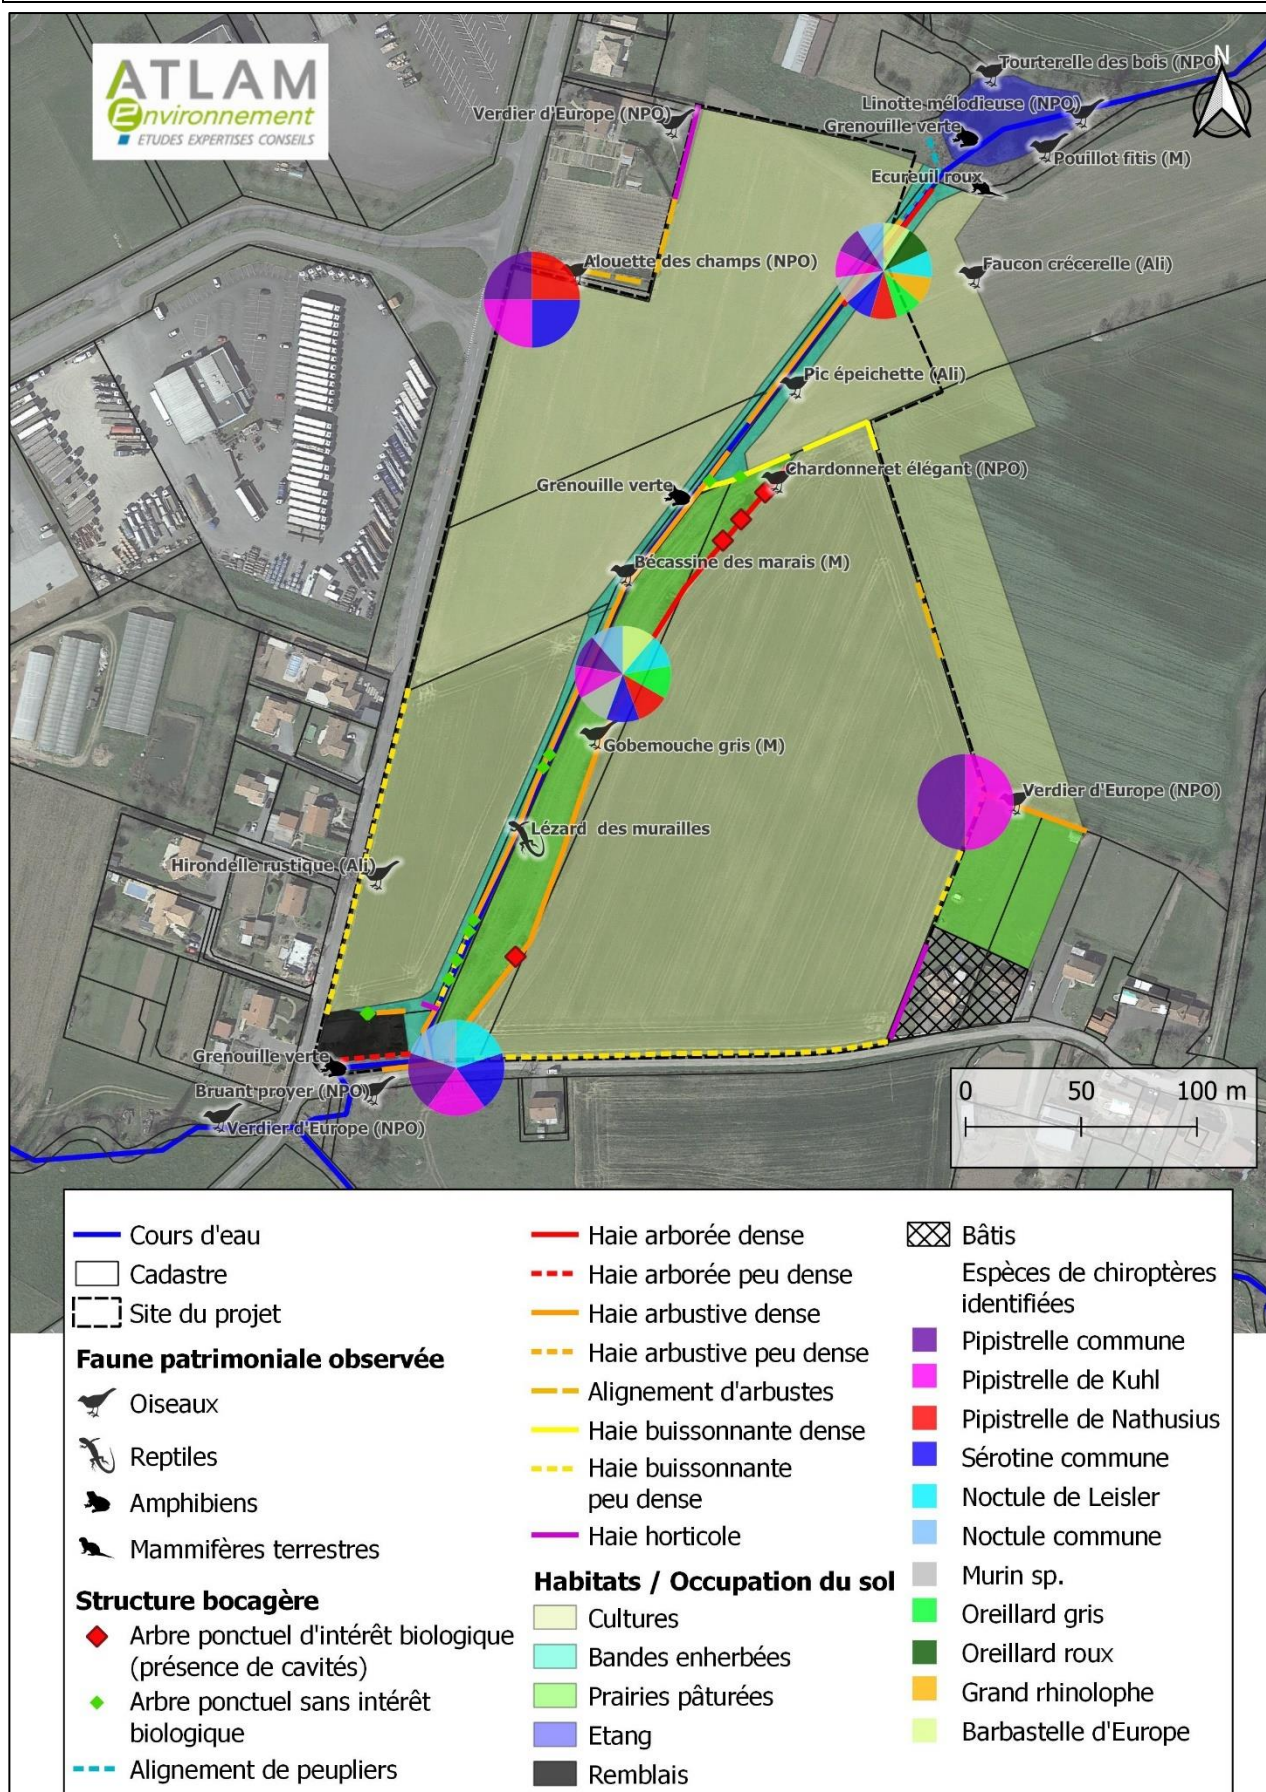 ATLAM
environnement
ETUDES EXPERTISES CONSEILS
N
Tourterelle des bois (NPO)
Verdier d'Europe (NPO)
Linotte mélodieuse (NPO)
Grenouille verte
Pouillot fitis (M)
Ecureuil roux
Alouette des champs (NPO)
Faucon crécerelle (Ali)
Pic épeichette (Ali)
Chardonneret élégant (NPO)
Grenouille verte
Bécassine des marais (M)
Gobemouche gris (M)
Verdier d'Europe (NPO)
Lézard des murailles
Hirondelle rustique (Ali)
Grenouille verte
Bruant proyer (NPO)
Verdier d'Europe (NPO)
0 50 100 m
Cours d'eau
Cadastre
Site du projet
Faune patrimoniale observée
Oiseaux
Reptiles
Amphibiens
Mammifères terrestres
Structure bocagère
Arbre ponctuel d'intérêt biologique
(présence de cavités)
Arbre ponctuel sans intérêt
biologique
Alignement de peupliers
Haie arborée dense
Haie arborée peu dense
Haie arbustive dense
Haie arbustive peu dense
Alignement d'arbustes
Haie buissonnante dense
Haie buissonnante
peu dense
Haie horticole
Habitats / Occupation du sol
Cultures
Bandes enherbées
Prairies pâturées
Etang
Remblais
Bâtis
Espèces de chiroptères
identifiées
Pipistrelle commune
Pipistrelle de Kuhl
Pipistrelle de Nathusius
Sérotine commune
Noctule de Leisler
Noctule commune
Murin sp.
Oreillard gris
Oreillard roux
Grand rhinolophe
Barbastelle d'Europe